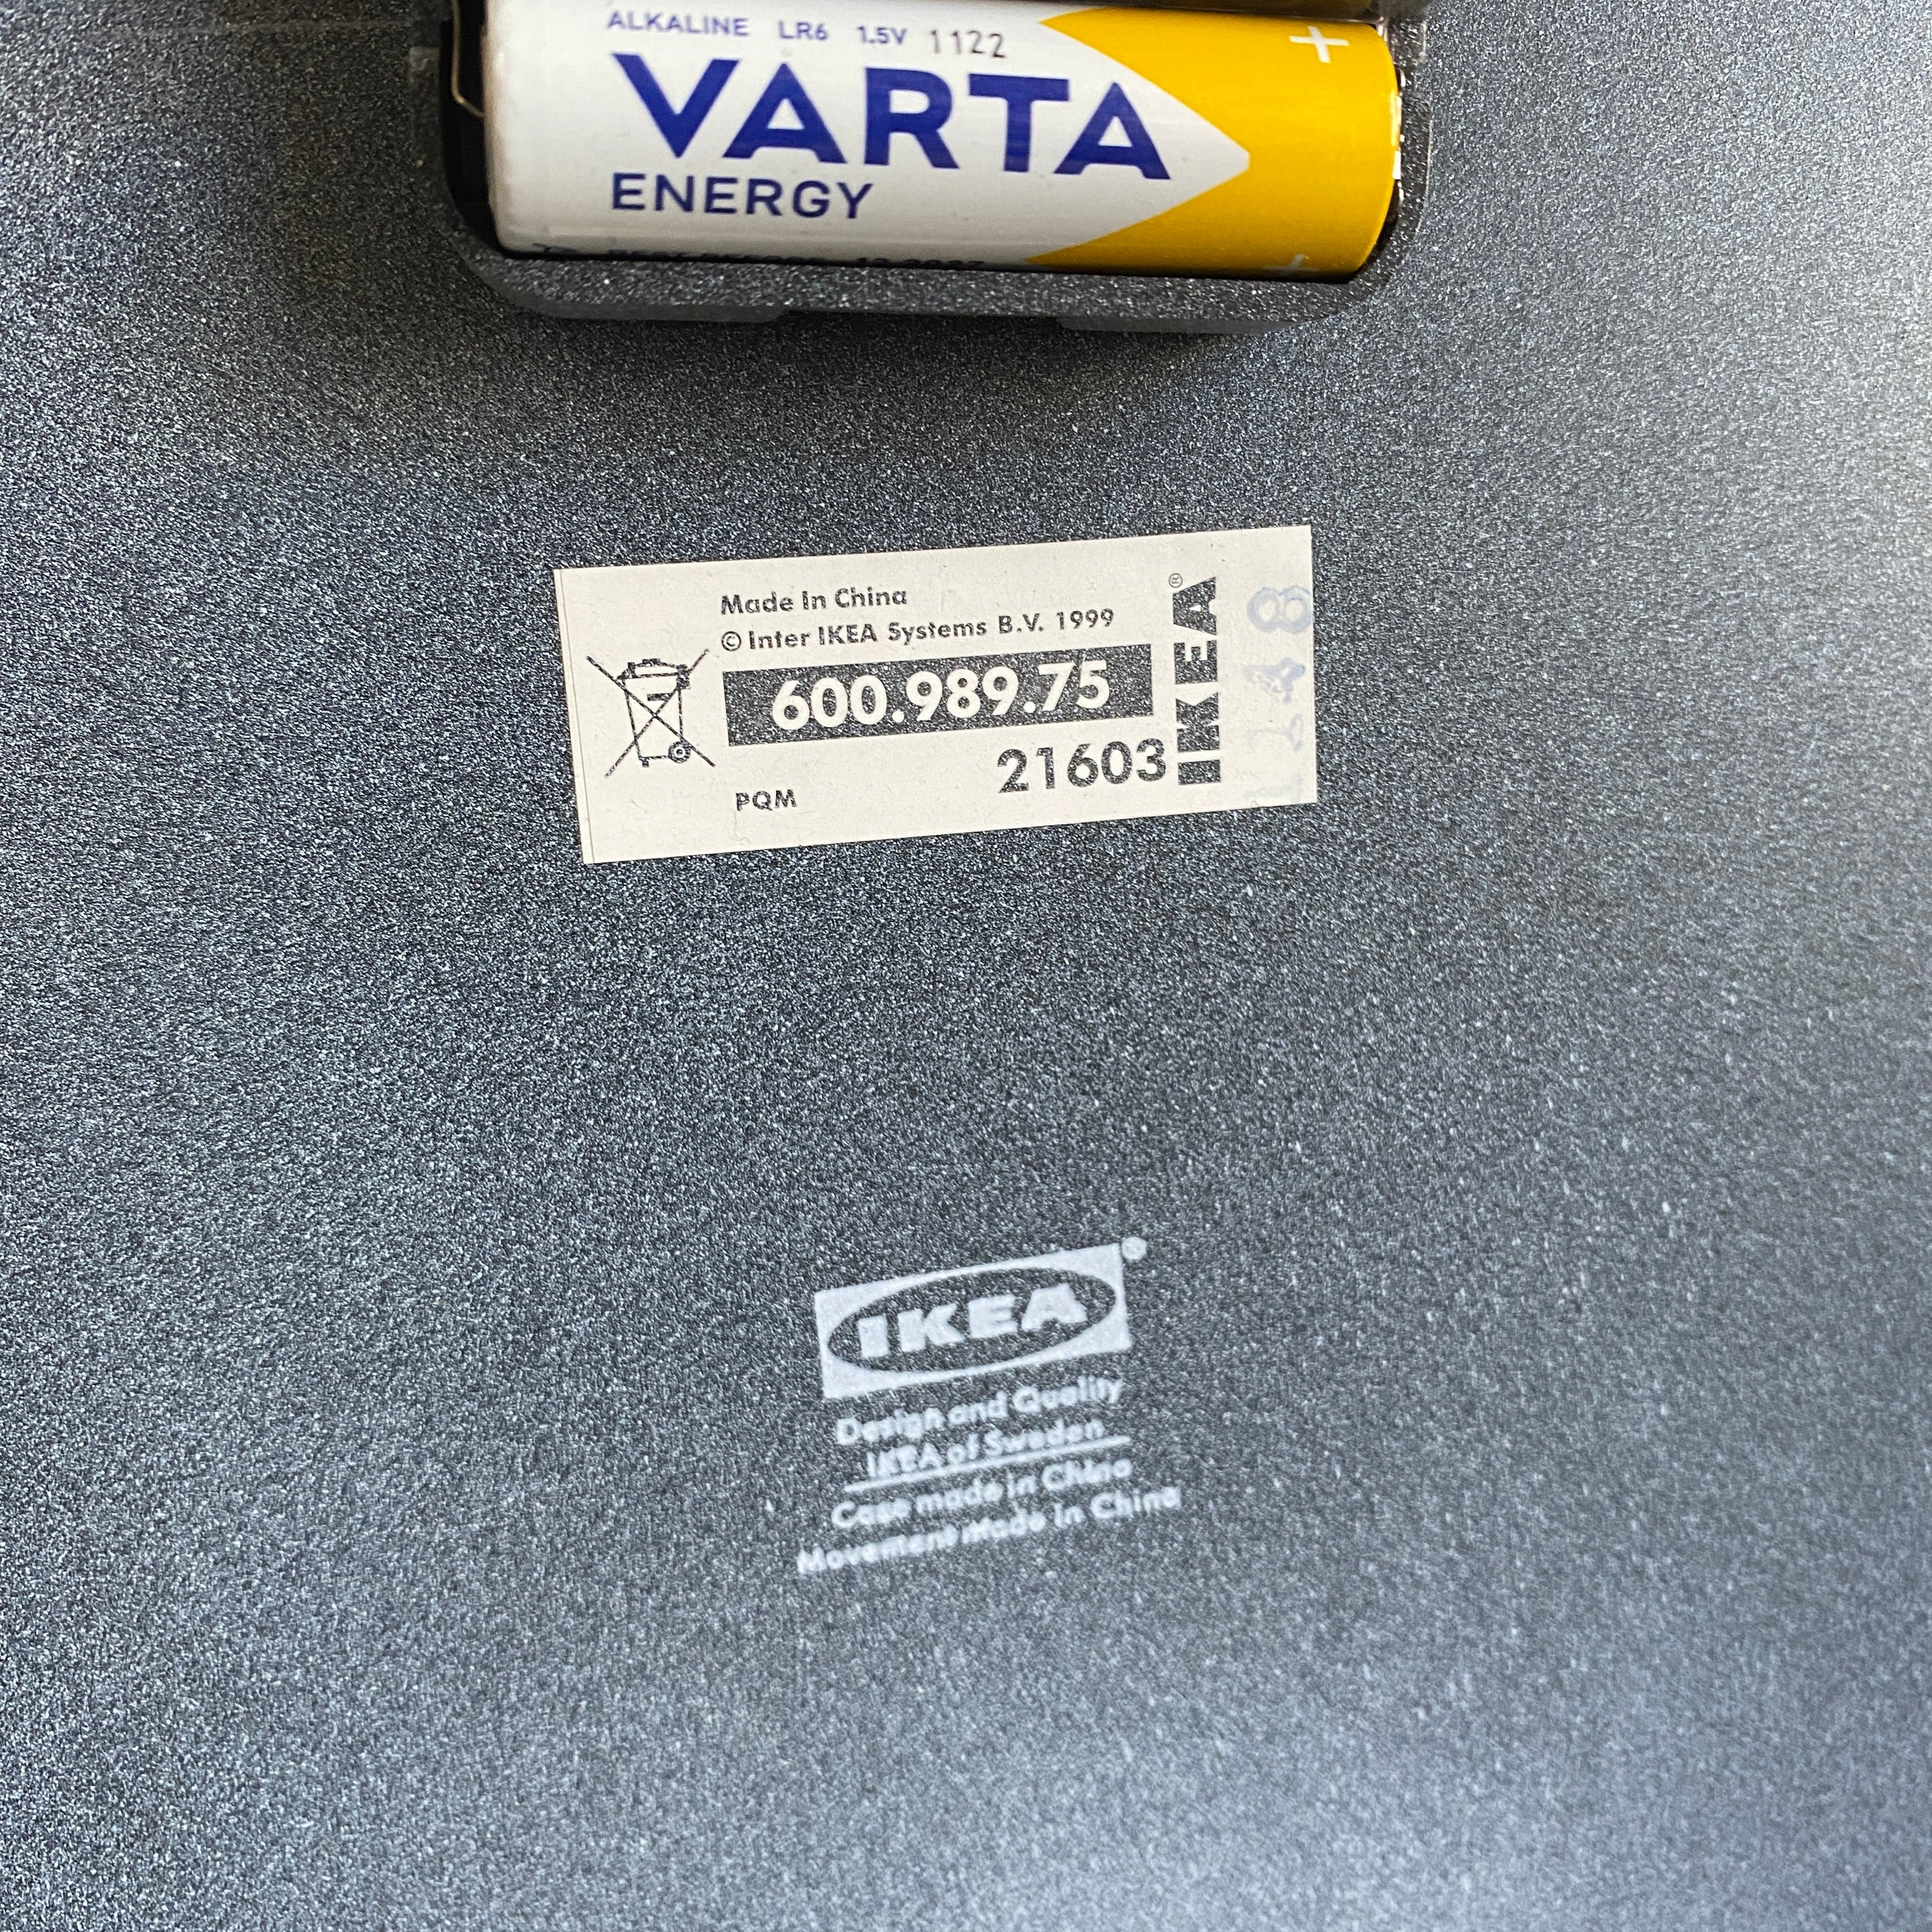 ALKALINE LR6 1.5V 1122
VARTA
ENERGY
Made In China
© Inter IKEA Systems B.V. 1999
600.989.75
21603
PQM
IKEA®
IKEA®
Design and Quality
IKEA of Sweden
Case made in China
Movement Made in China